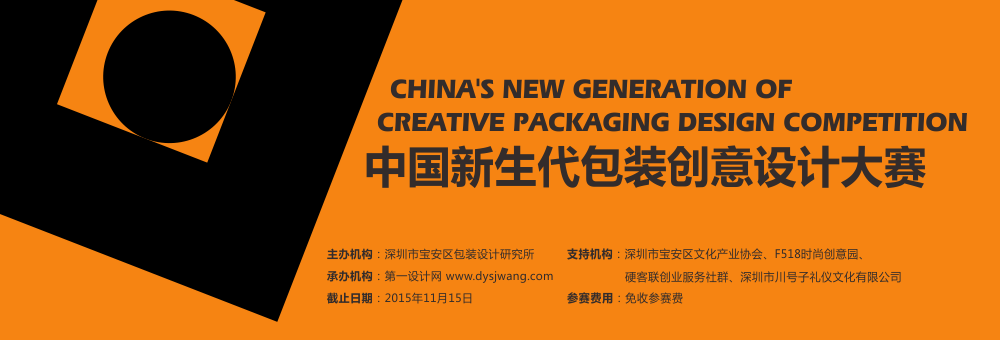 CHINA'S NEW GENERATION OF
CREATIVE PACKAGING DESIGN COMPETITION
中国新生代包装创意设计大赛
主办机构：深圳市宝安区包装设计研究所
承办机构：第一设计网 www.dysjwang.com
截止日期：2015年11月15日
支持机构：深圳市宝安区文化产业协会、F518时尚创意园、
硬客联创业服务社群、深圳市川号子礼仪文化有限公司
参赛费用：免收参赛费